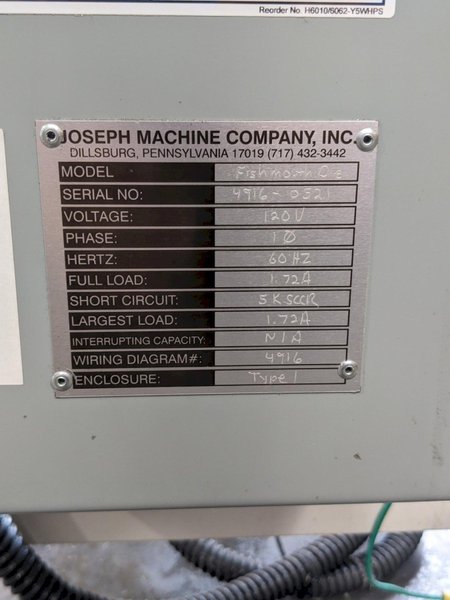 Reorder No. H6010/6062-Y5WHPS
JOSEPH MACHINE COMPANY, INC.
DILLSBURG, PENNSYLVANIA 17019 (717) 432-3442
MODEL
SERIAL NO: 4916-0521
VOLTAGE: 120V
PHASE: 1Ø
HERTZ: 60HZ
FULL LOAD: 1.72A
SHORT CIRCUIT: 5K SCCR
LARGEST LOAD: 1.72A
INTERRUPTING CAPACITY: N/A
WIRING DIAGRAM#: 4916
ENCLOSURE: Type 1